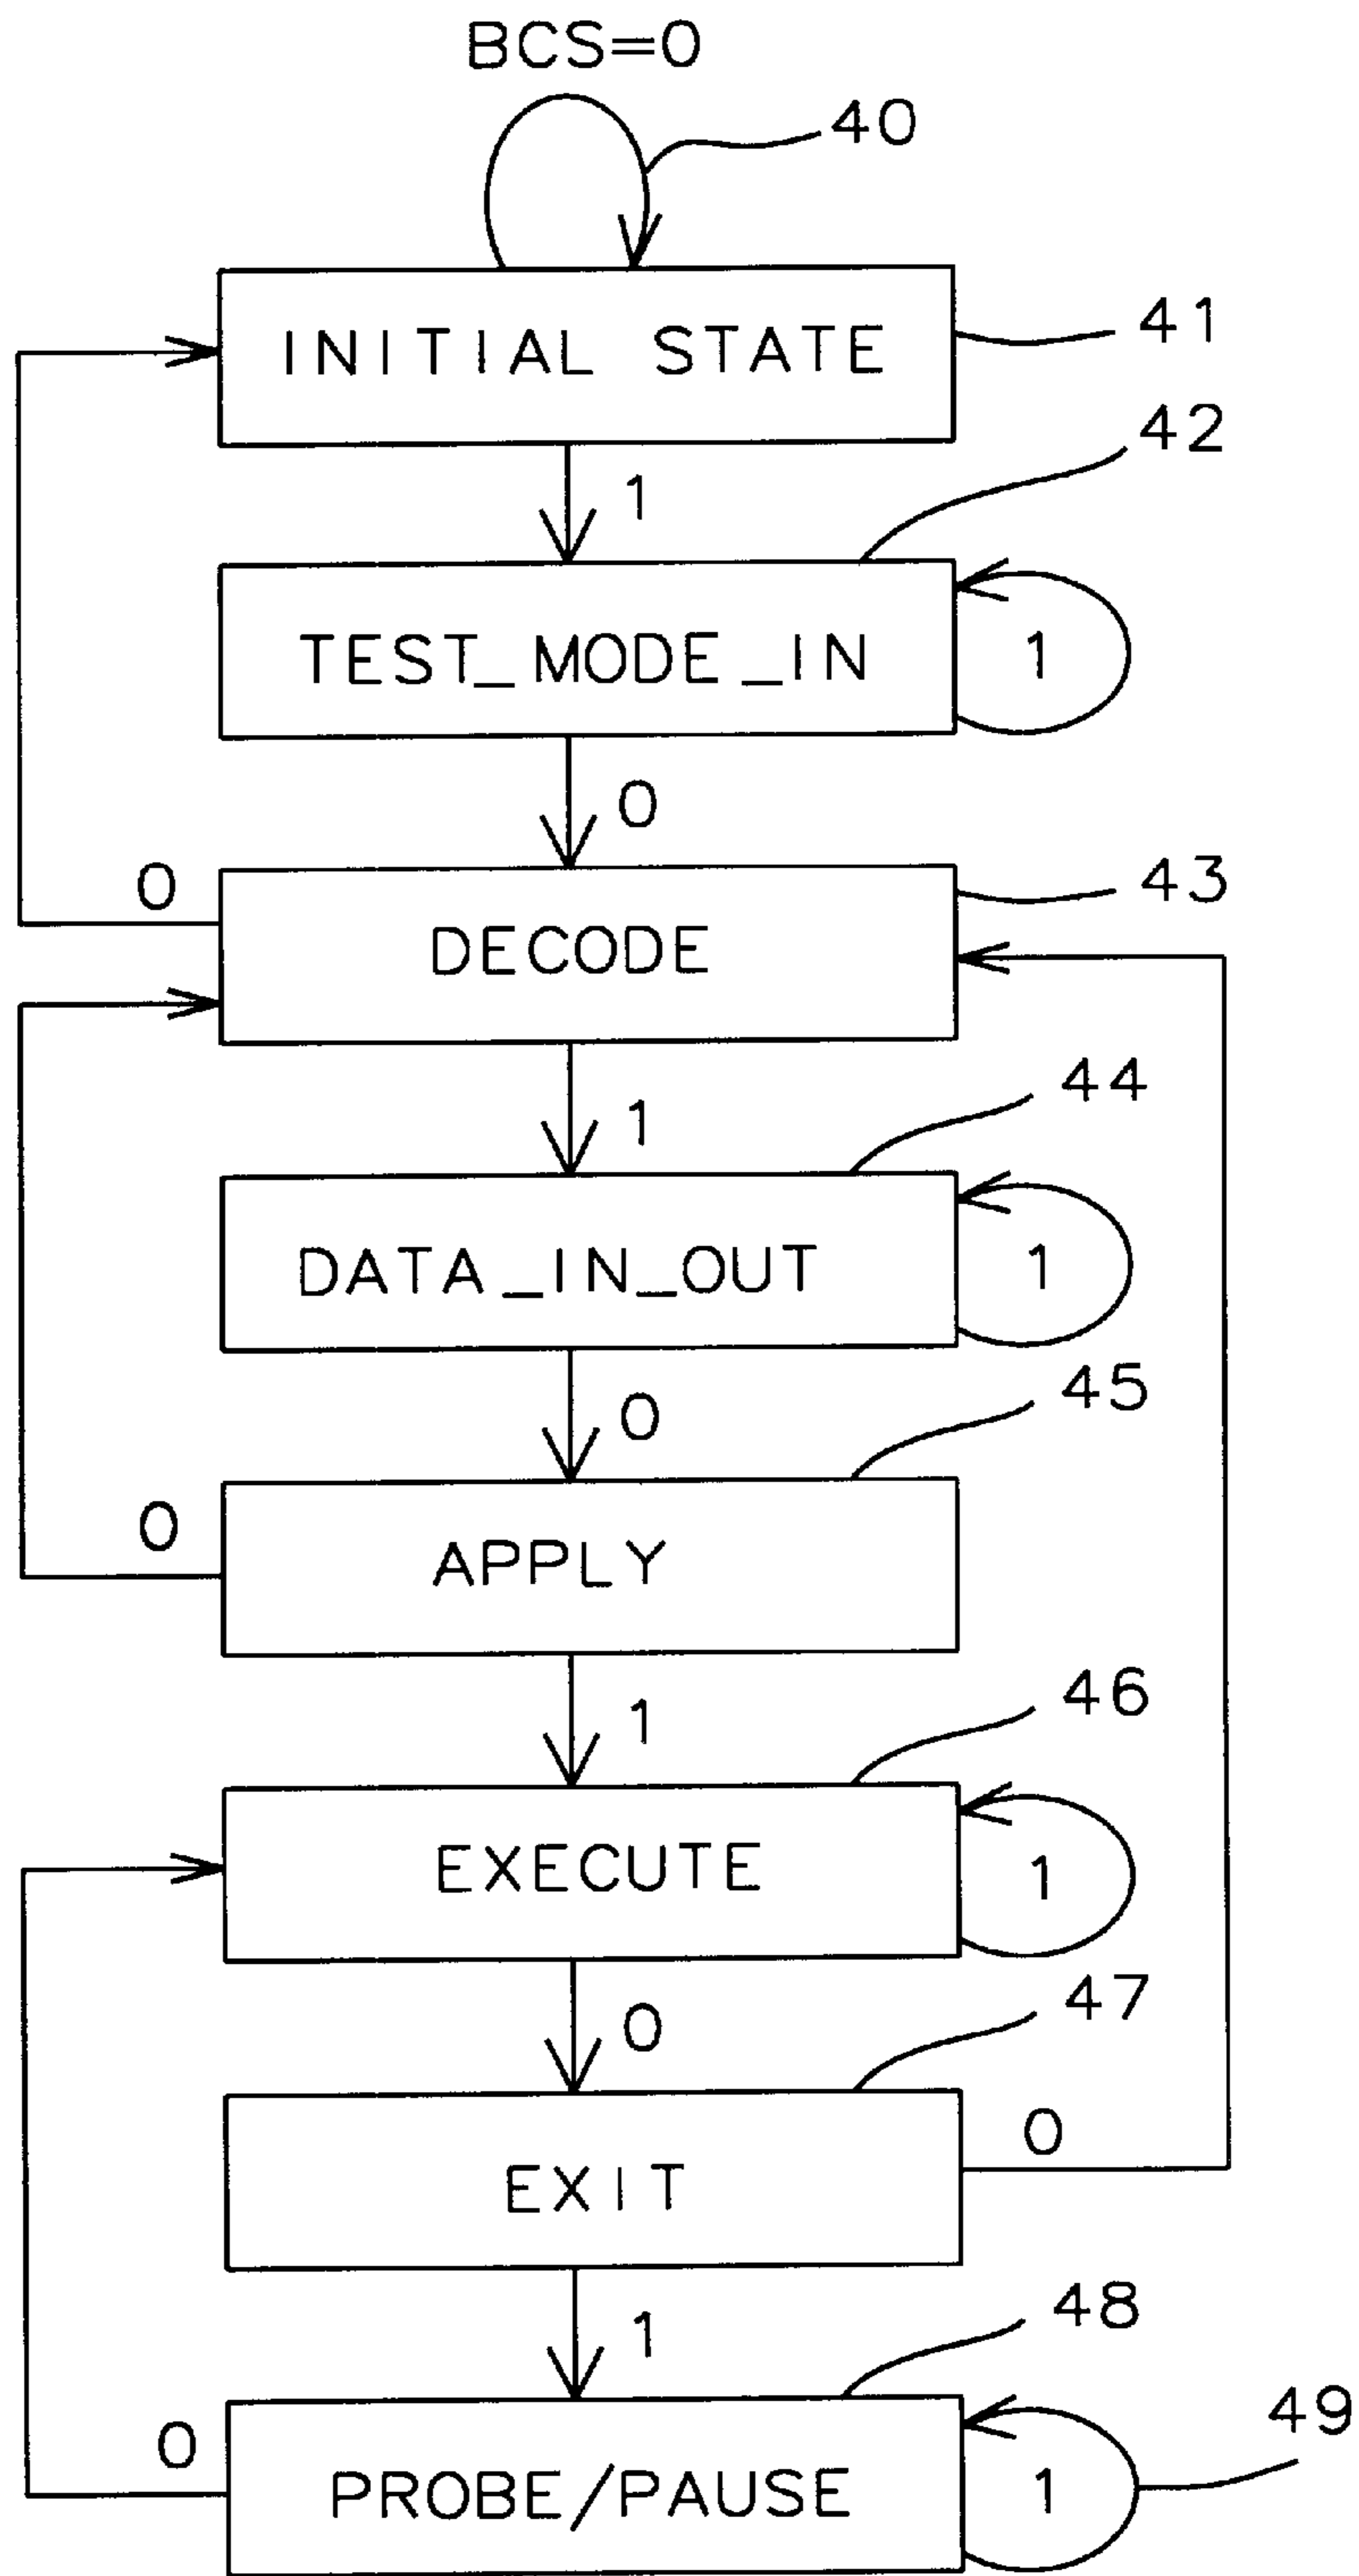 BCS=0
40
INITIAL STATE
41
42
1
TEST_MODE_IN
1
0
0
43
DECODE
44
1
DATA_IN_OUT
1
45
0
0
APPLY
46
1
EXECUTE
1
47
0
EXIT
0
48
1
49
0
PROBE/PAUSE
1